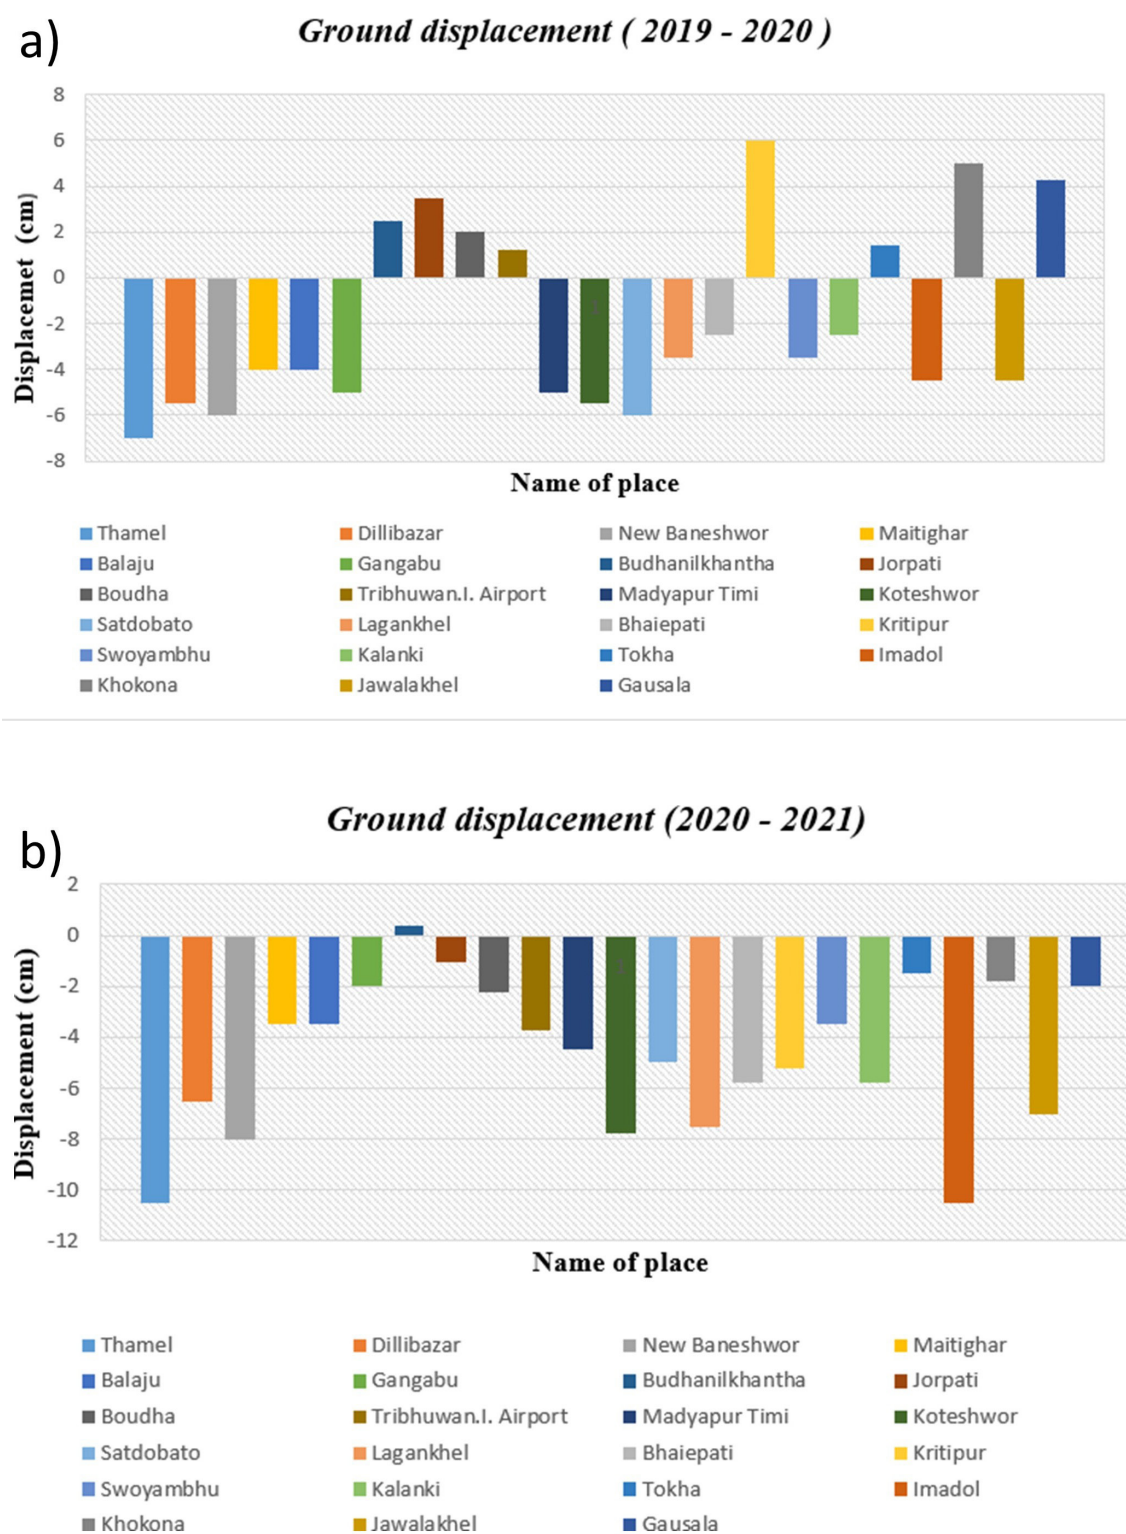 a)
Ground displacement ( 2019 - 2020 )
8
6
4
2
0
-2
-4
-6
-8
Displacemet (cm)
Name of place
Thamel Dillibazar New Baneshwor Maitighar
Balaju Gangabu Budhanilkhantha Jorpati
Boudha Tribhuwan.I. Airport Madyapur Timi Koteshwor
Satdobato Lagankhel Bhaiepati Kritipur
Swoyambhu Kalanki Tokha Imadol
Khokona Jawalakhel Gausala
b)
Ground displacement (2020 - 2021)
2
0
-2
-4
-6
-8
-10
-12
Displacement (cm)
Name of place
Thamel Dillibazar New Baneshwor Maitighar
Balaju Gangabu Budhanilkhantha Jorpati
Boudha Tribhuwan.I. Airport Madyapur Timi Koteshwor
Satdobato Lagankhel Bhaiepati Kritipur
Swoyambhu Kalanki Tokha Imadol
Khokona Jawalakhel Gausala